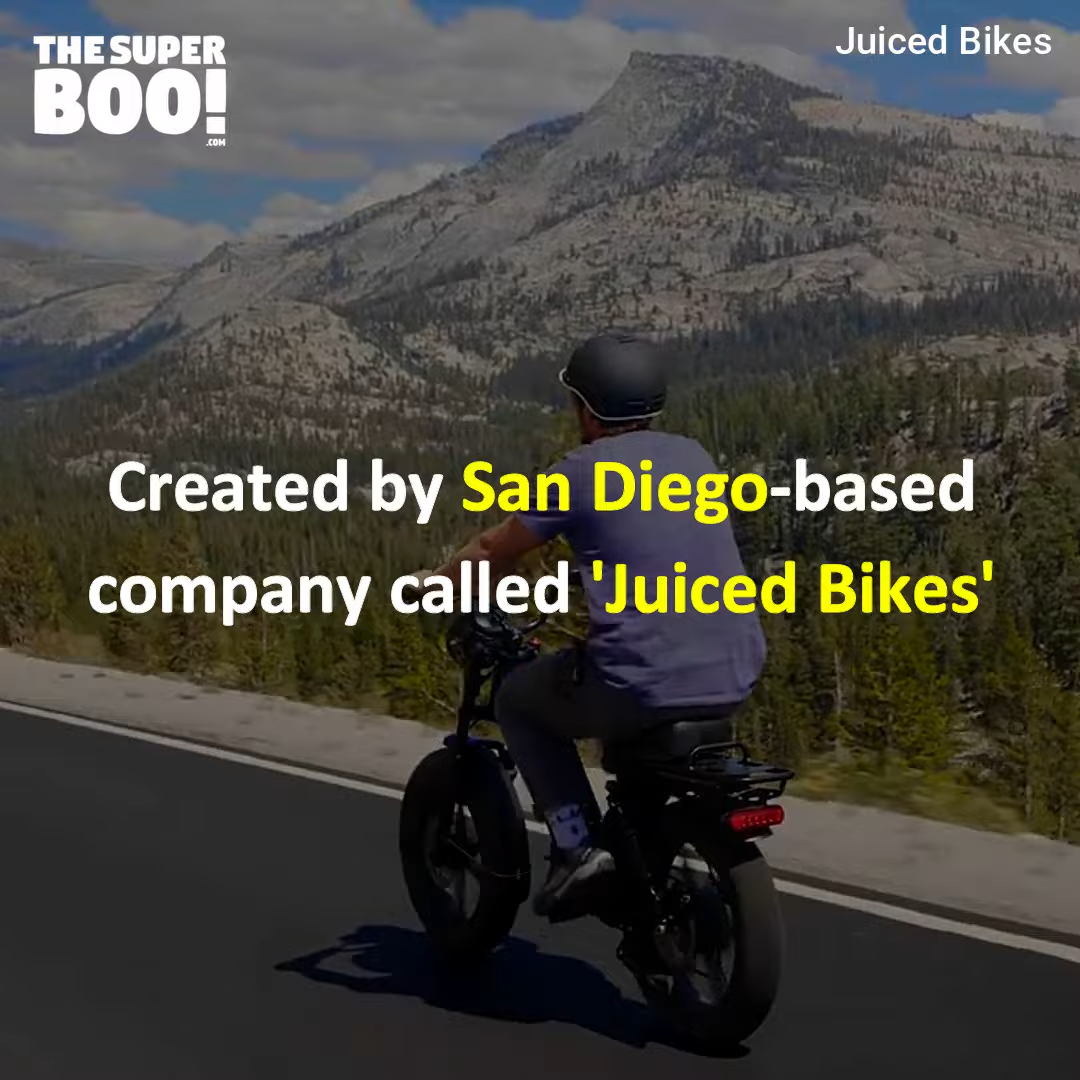 THE SUPER
BOO!
.COM
Juiced Bikes
Created by San Diego-based
company called 'Juiced Bikes'